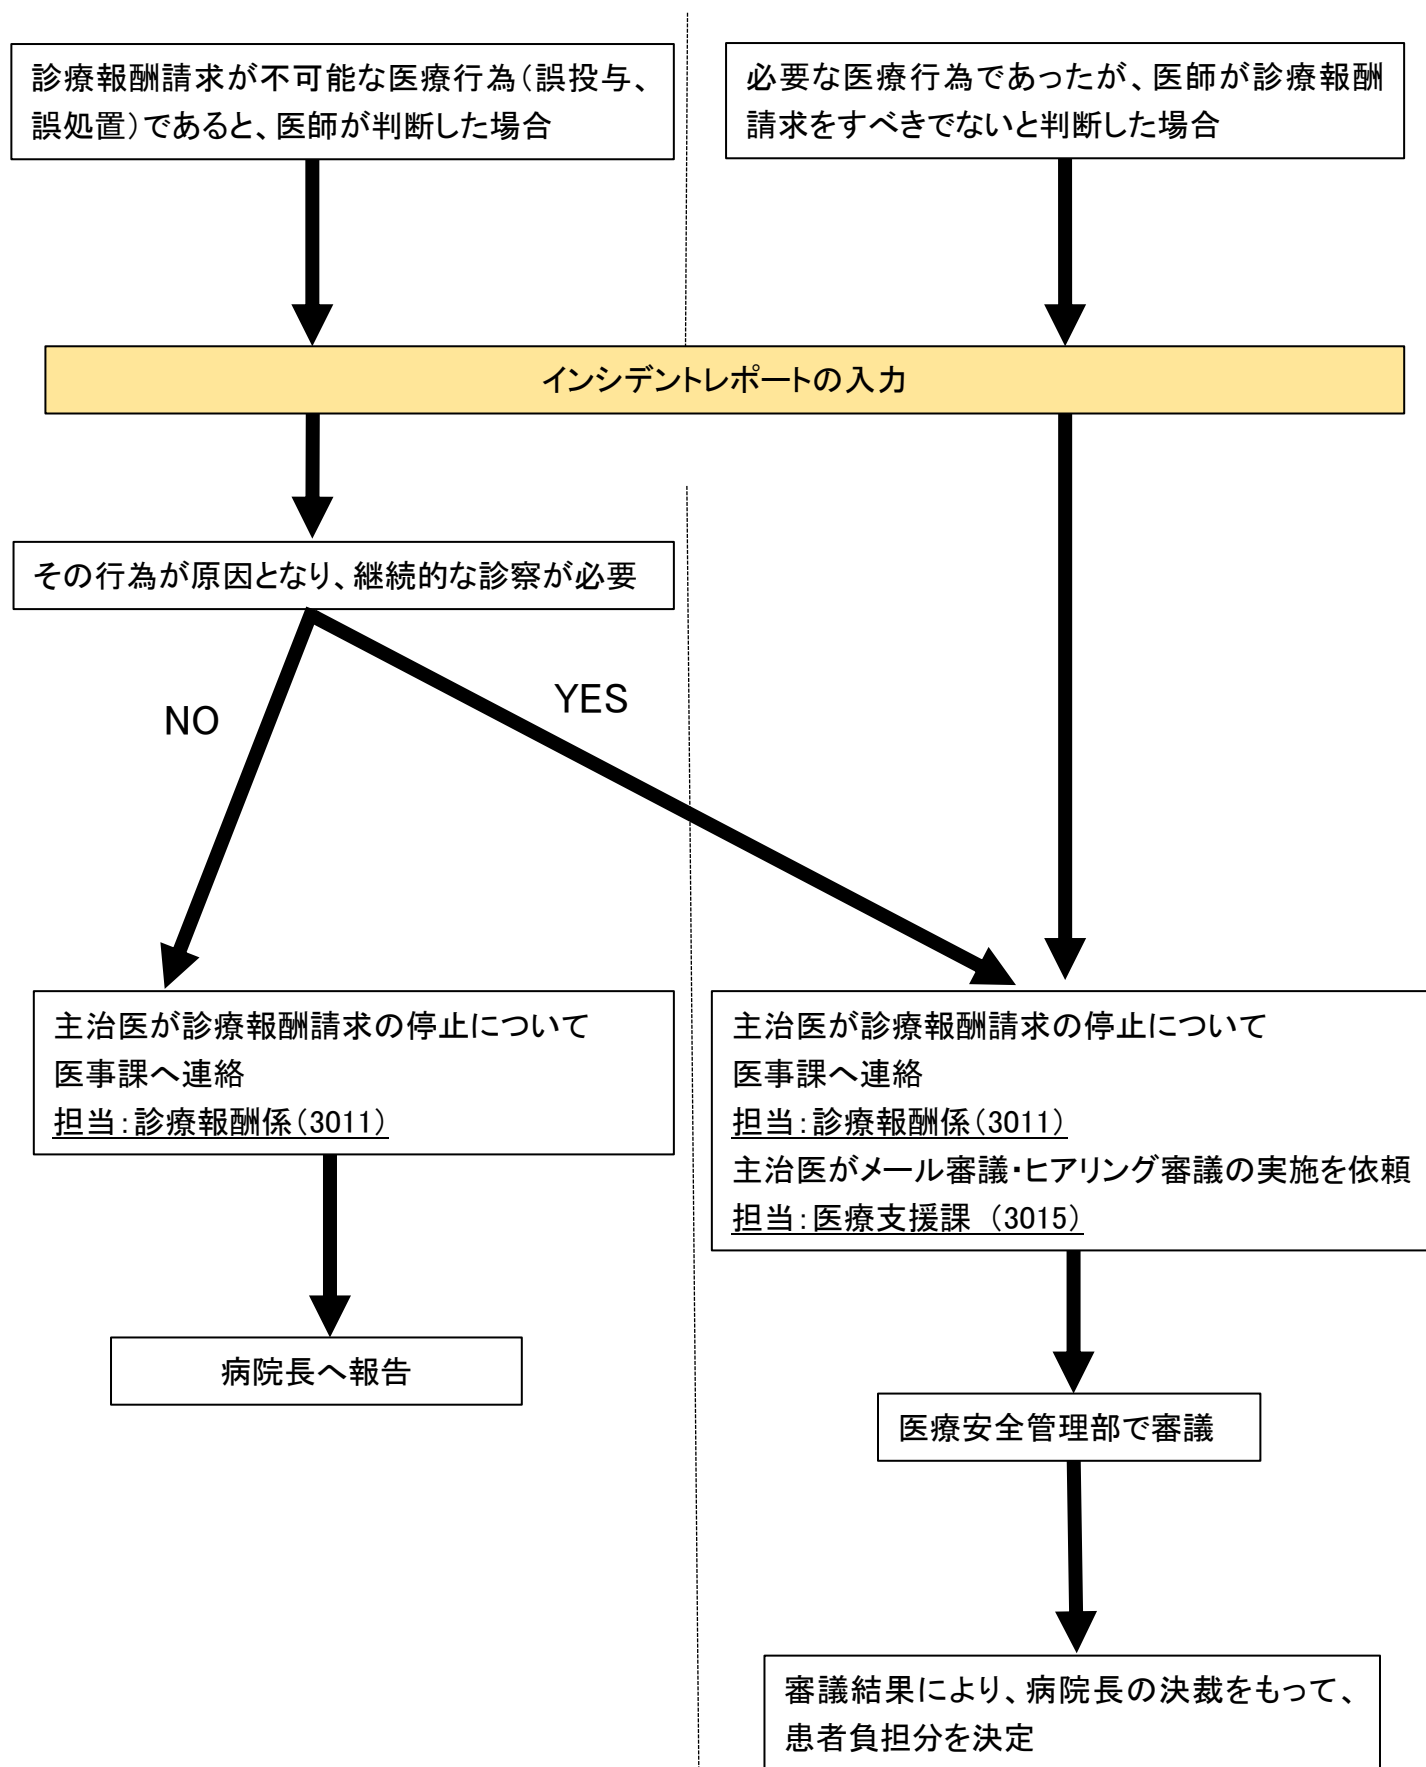 診療報酬請求が不可能な医療行為（誤投与、
誤処置）であると、医師が判断した場合
必要な医療行為であったが、医師が診療報酬
請求をすべきでないと判断した場合
インシデントレポートの入力
その行為が原因となり、継続的な診察が必要
NO
YES
主治医が診療報酬請求の停止について
医事課へ連絡
担当：診療報酬係（3011）
主治医が診療報酬請求の停止について
医事課へ連絡
担当：診療報酬係（3011）
主治医がメール審議・ヒアリング審議の実施を依頼
担当：医療支援課 （3015）
病院長へ報告
医療安全管理部で審議
審議結果により、病院長の決裁をもって、
患者負担分を決定